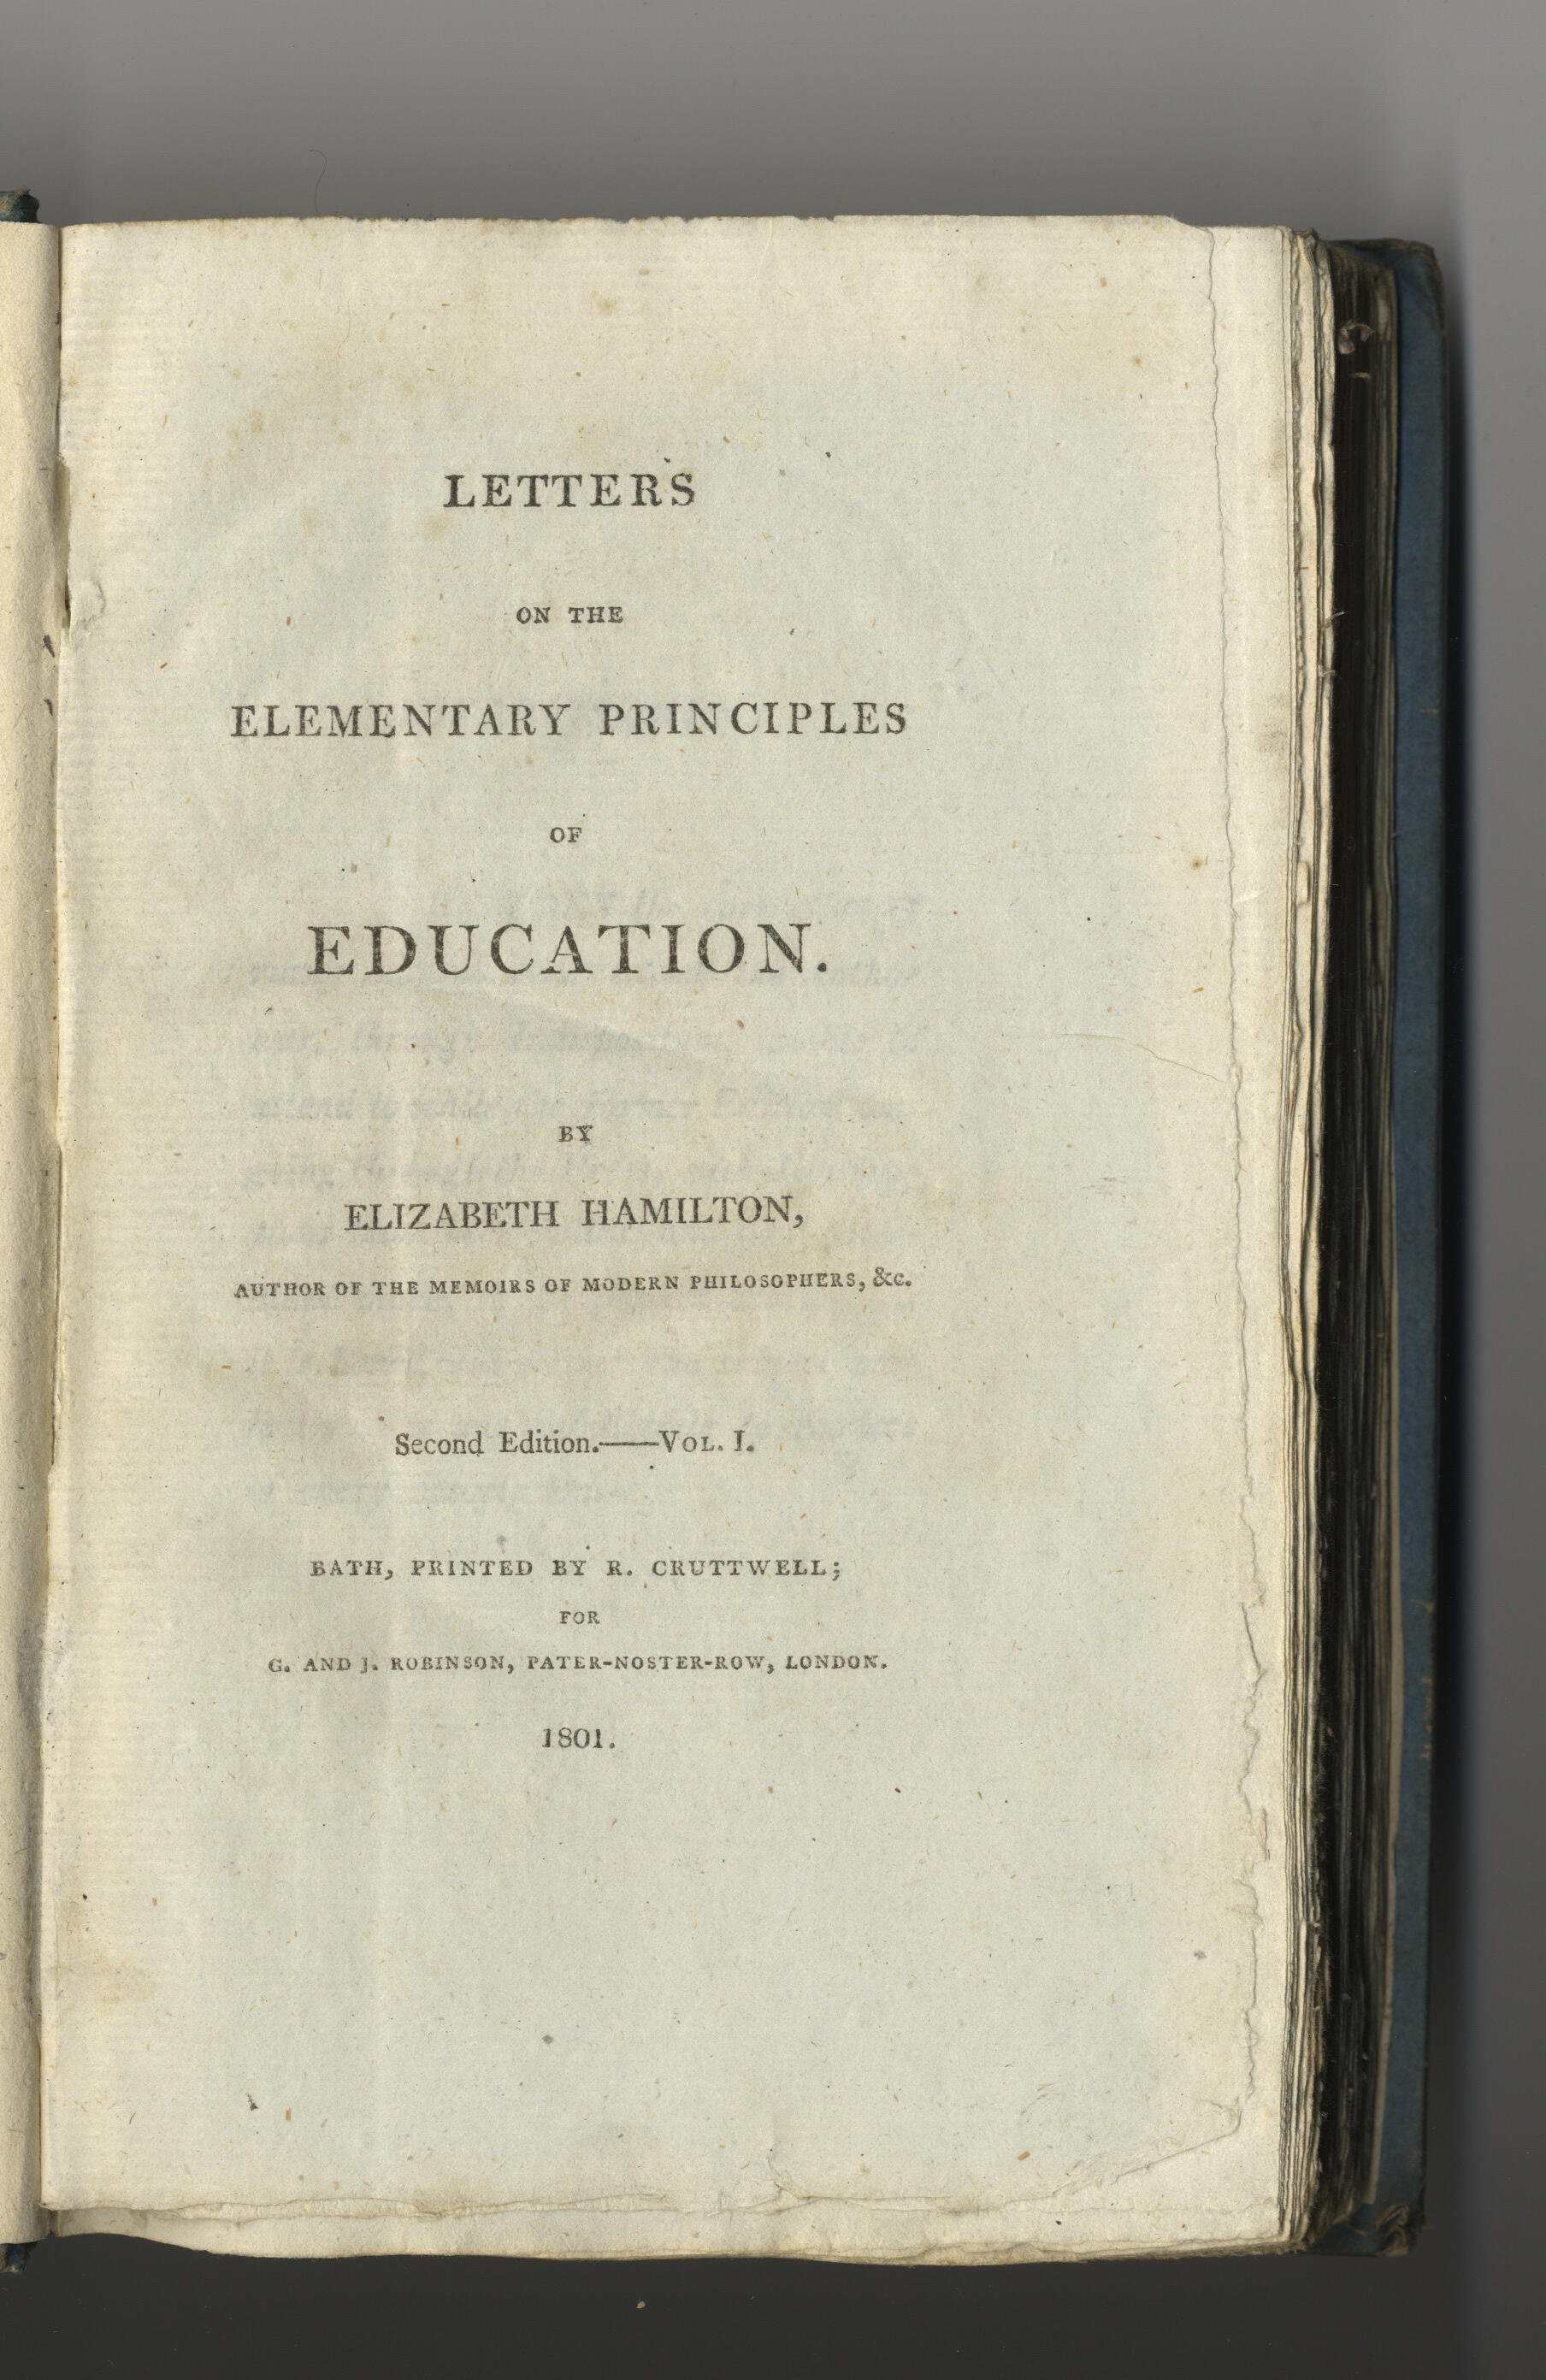 LETTERS
ON THE
ELEMENTARY PRINCIPLES
OF
EDUCATION.
BY
ELIZABETH HAMILTON,
AUTHOR OF THE MEMOIRS OF MODERN PHILOSOPHERS, &c.
Second Edition.——VOL. I.
BATH, PRINTED BY R. CRUTTWELL;
FOR
G. AND J. ROBINSON, PATER-NOSTER-ROW, LONDON.
1801.